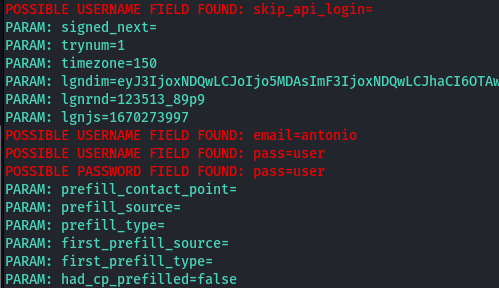 POSSIBLE USERNAME FIELD FOUND: skip_api_login=
PARAM: signed_next=
PARAM: trynum=1
PARAM: timezone=150
PARAM: lgndim=eyJ3IjoxNDQwLCJoIjo5MDAsImF3IjoxNDQwLCJhaCI6OTAw
PARAM: lgnrnd=123513_89p9
PARAM: lgnjs=1670273997
POSSIBLE USERNAME FIELD FOUND: email=antonio
POSSIBLE USERNAME FIELD FOUND: pass=user
POSSIBLE PASSWORD FIELD FOUND: pass=user
PARAM: prefill_contact_point=
PARAM: prefill_source=
PARAM: prefill_type=
PARAM: first_prefill_source=
PARAM: first_prefill_type=
PARAM: had_cp_prefilled=false